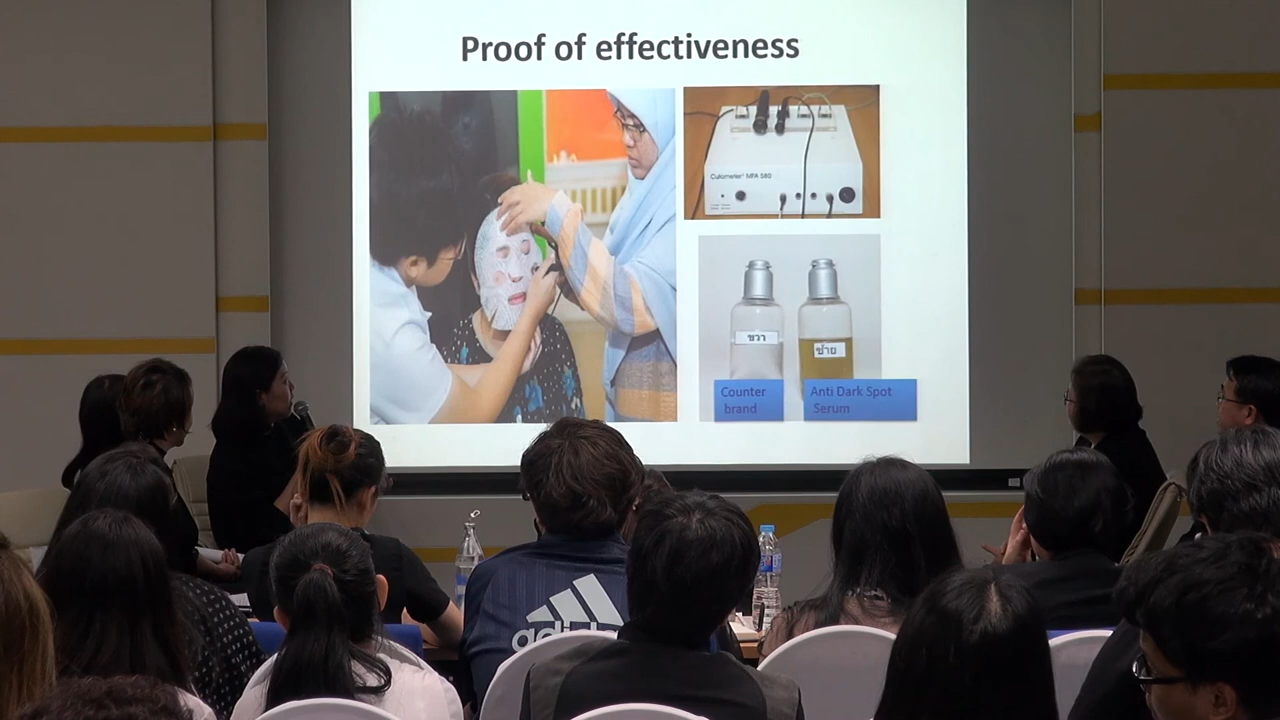 Proof of effectiveness
Cutometer® MPA 580
ขวา
ซ้าย
Counter
brand
Anti Dark Spot
Serum
adidas